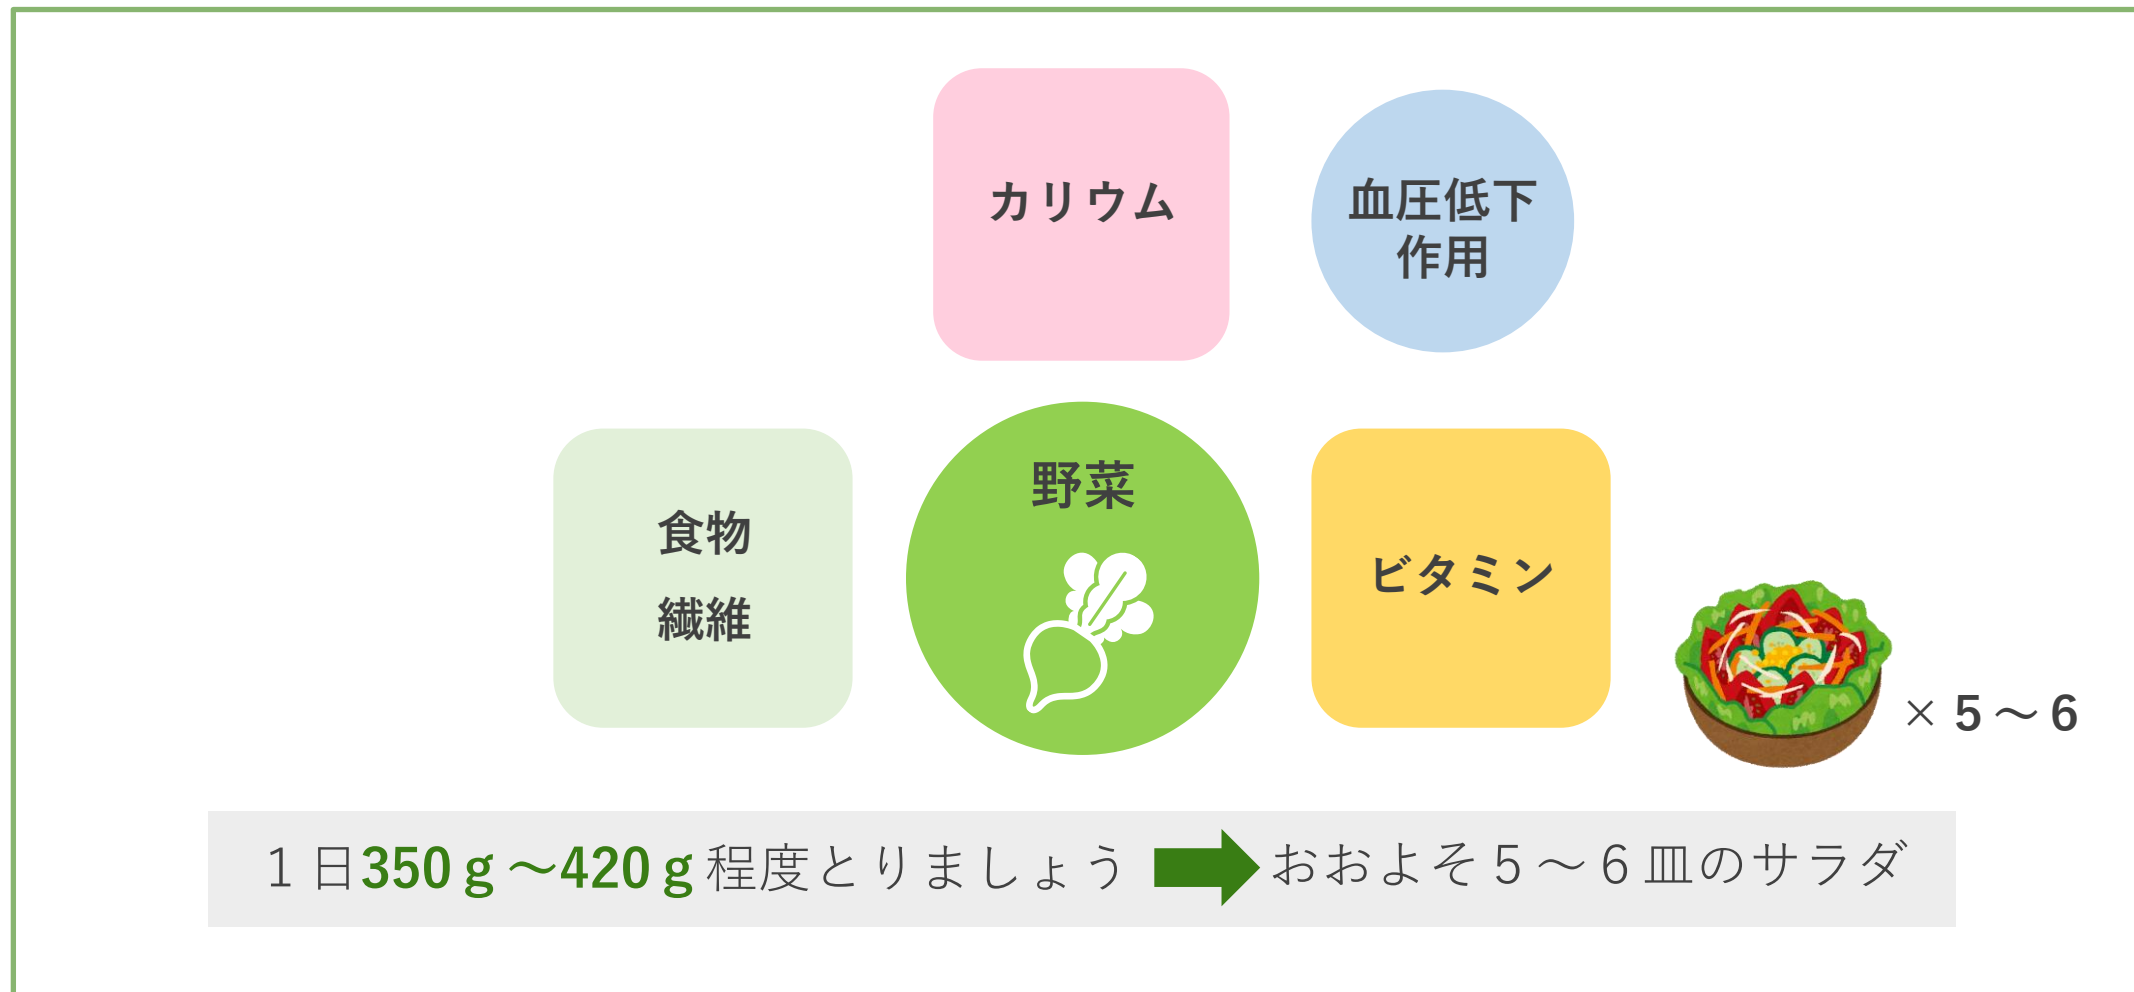 カリウム
血圧低下
作用
野菜
食物
繊維
ビタミン
× 5～6
1日350g～420g程度とりましょう おおよそ5～6皿のサラダ